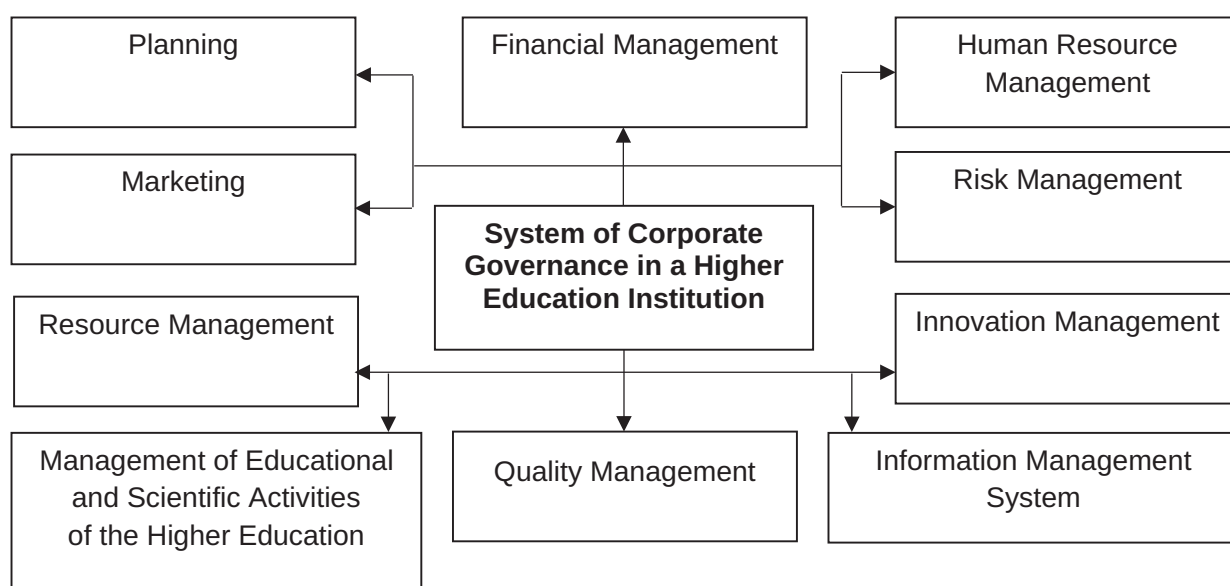 Planning
Financial Management
Human Resource
Management
Marketing
Risk Management
System of Corporate
Governance in a Higher
Education Institution
Resource Management
Innovation Management
Management of Educational
and Scientific Activities
of the Higher Education
Quality Management
Information Management
System